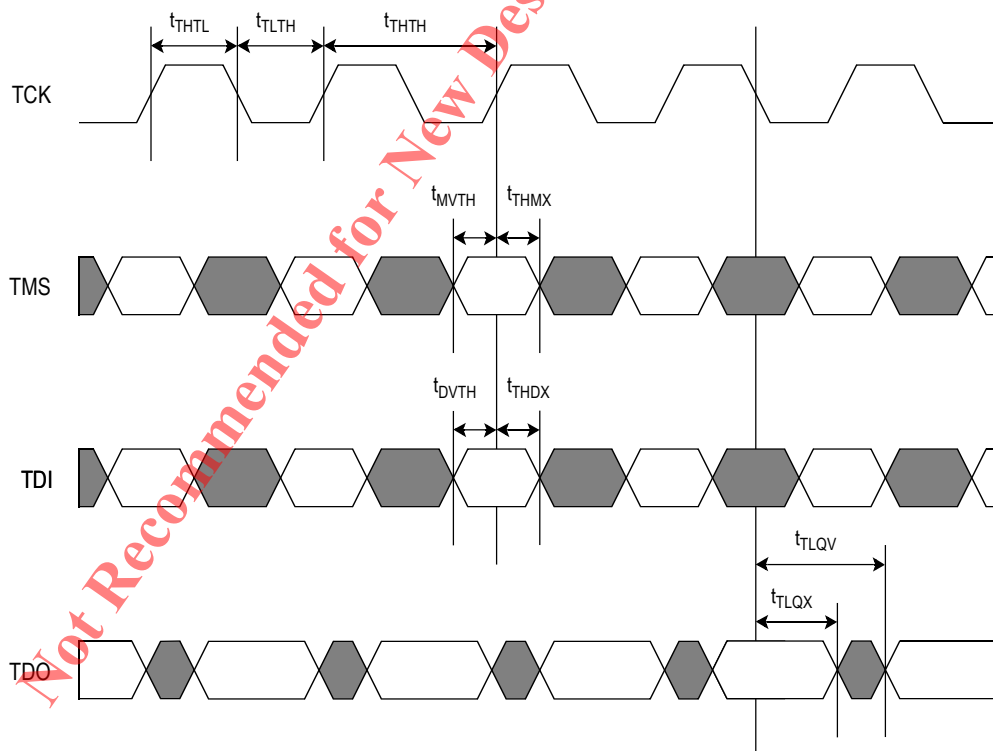 tTHTL
tTLTH
tTHTH
TCK
tMVTH
tTHMX
TMS
tDVTH
tTHDX
TDI
tTLQV
tTLQX
TDO
Not Recommended for New Des